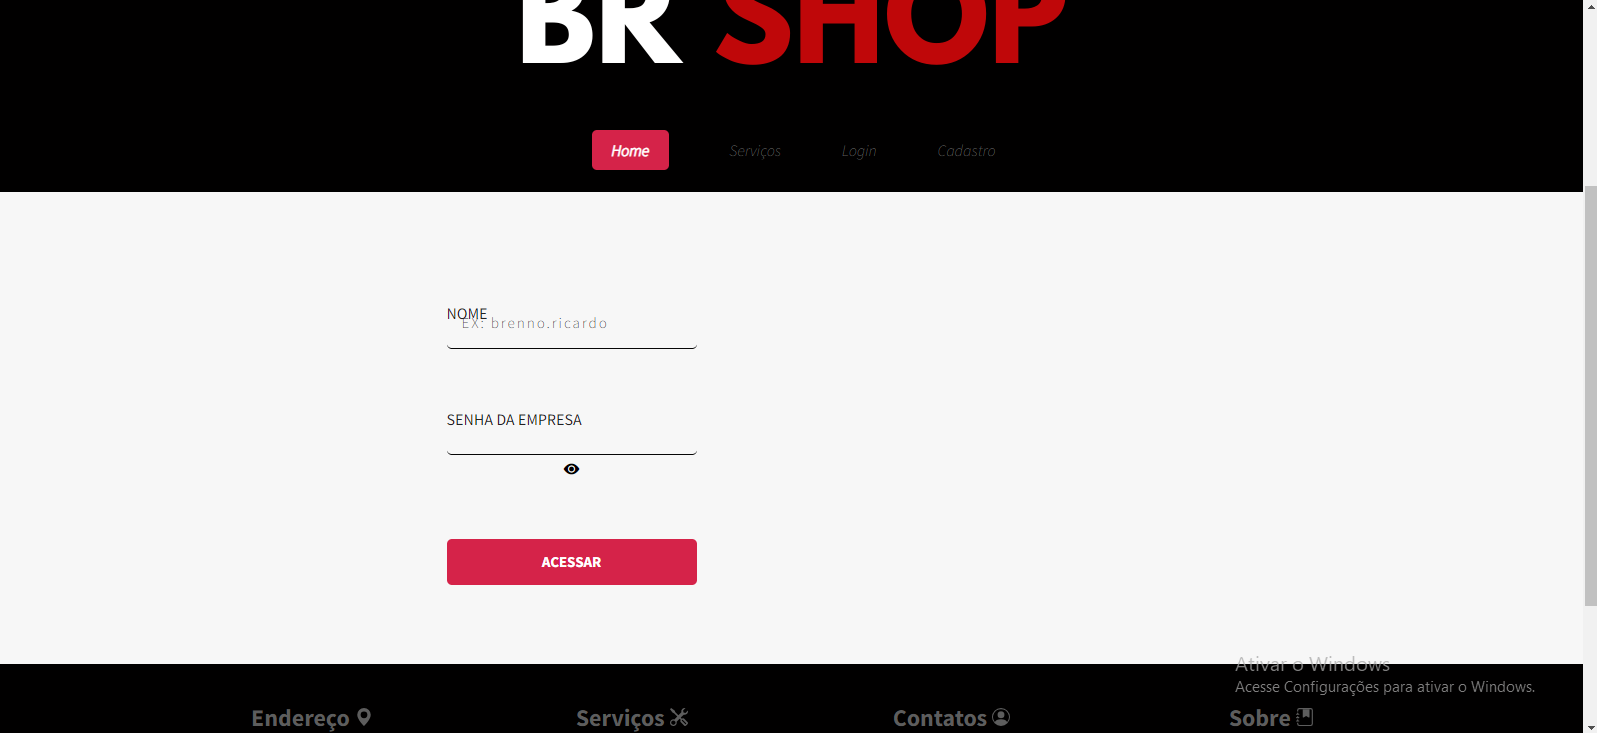 BR SHOP
Home Serviços Login Cadastro
NOME
EX: brenno.ricardo
SENHA DA EMPRESA
ACESSAR
Ativar o Windows
Acesse Configurações para ativar o Windows.
Endereço Serviços Contatos Sobre